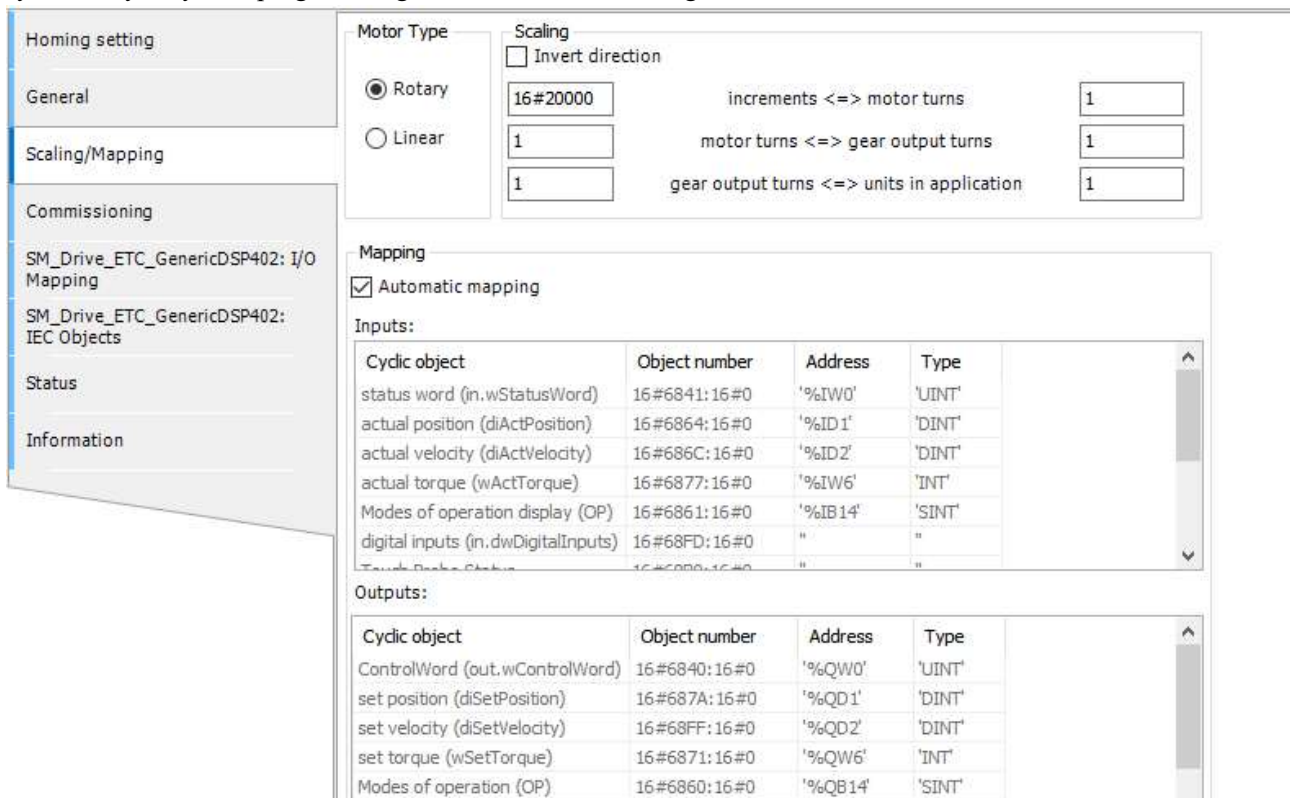 Homing setting
General
Scaling/Mapping
Commissioning
SM_Drive_ETC_GenericDSP402: I/O
Mapping
SM_Drive_ETC_GenericDSP402:
IEC Objects
Status
Information
Motor Type
Rotary
Linear
Scaling
Invert direction
16#20000 increments <=> motor turns 1
1 motor turns <=> gear output turns 1
1 gear output turns <=> units in application 1
Mapping
Automatic mapping
Inputs:
Cyclic object Object number Address Type
status word (in.wStatusWord) 16#6841:16#0 '%IW0' 'UINT'
actual position (diActPosition) 16#6864:16#0 '%ID1' 'DINT'
actual velocity (diActVelocity) 16#686C:16#0 '%ID2' 'DINT'
actual torque (wActTorque) 16#6877:16#0 '%IW6' 'INT'
Modes of operation display (OP) 16#6861:16#0 '%IB14' 'SINT'
digital inputs (in.dwDigitalInputs) 16#68FD:16#0 '' ''
Touch Probe Status
Outputs:
Cyclic object Object number Address Type
ControlWord (out.wControlWord) 16#6840:16#0 '%QW0' 'UINT'
set position (diSetPosition) 16#687A:16#0 '%QD1' 'DINT'
set velocity (diSetVelocity) 16#68FF:16#0 '%QD2' 'DINT'
set torque (wSetTorque) 16#6871:16#0 '%QW6' 'INT'
Modes of operation (OP) 16#6860:16#0 '%QB14' 'SINT'